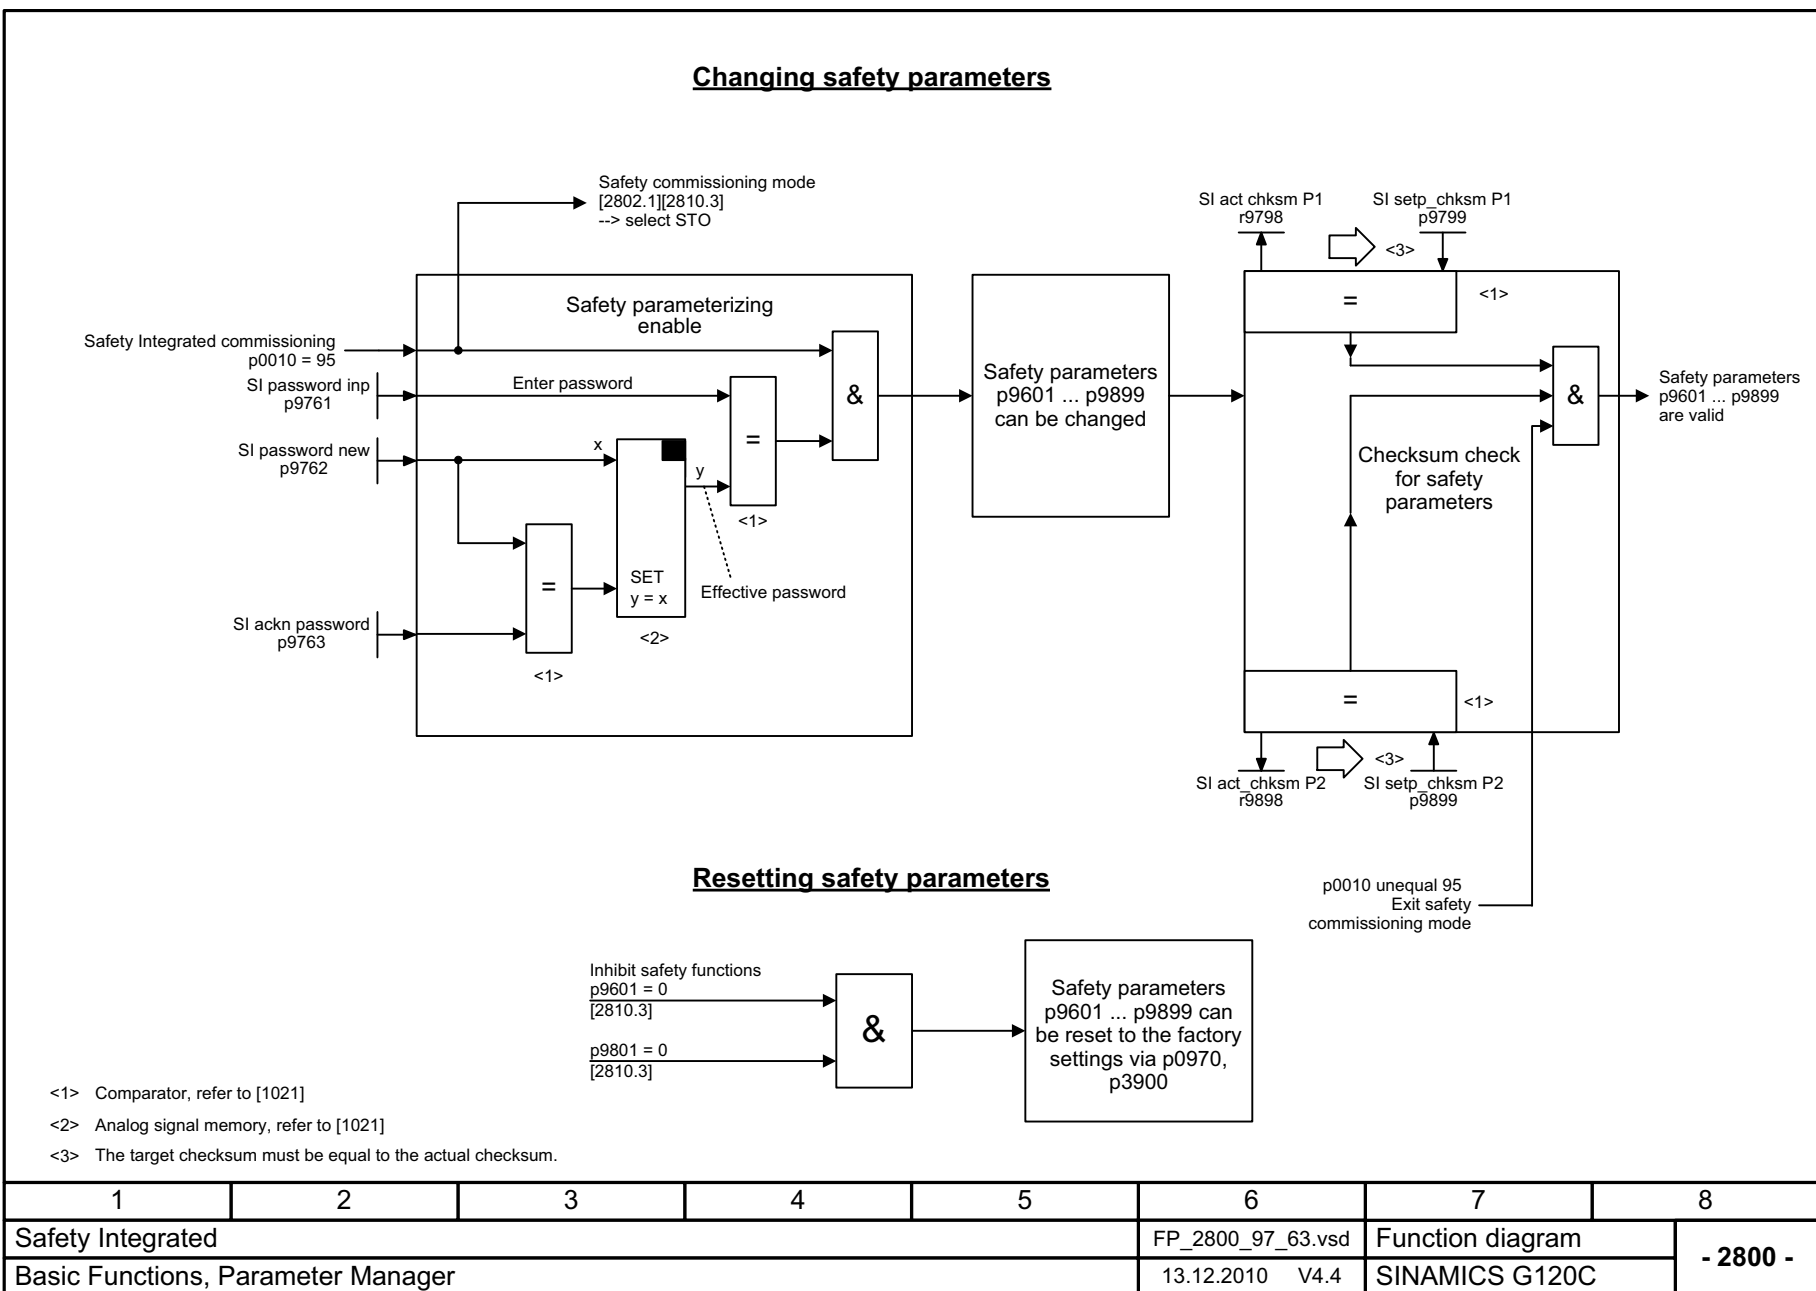 Changing safety parameters
Safety commissioning mode
[2802.1][2810.3]
--> select STO
SI act chksm P1
r9798
SI setp_chksm P1
p9799
<3>
Safety parameterizing
enable
=
<1>
Safety Integrated commissioning
p0010 = 95
SI password inp
p9761
Enter password
&
Safety parameters
p9601 ... p9899
can be changed
&
Safety parameters
p9601 ... p9899
are valid
SI password new
p9762
x
y
=
<1>
Checksum check
for safety
parameters
=
SET
y = x
Effective password
SI ackn password
p9763
<2>
<1>
=
<1>
<3>
SI act_chksm P2
r9898
SI setp_chksm P2
p9899
Resetting safety parameters
p0010 unequal 95
Exit safety
commissioning mode
Inhibit safety functions
p9601 = 0
[2810.3]
p9801 = 0
[2810.3]
&
Safety parameters
p9601 ... p9899 can
be reset to the factory
settings via p0970,
p3900
<1> Comparator, refer to [1021]
<2> Analog signal memory, refer to [1021]
<3> The target checksum must be equal to the actual checksum.
1 2 3 4 5 6 7 8
Safety Integrated FP_2800_97_63.vsd Function diagram
- 2800 -
Basic Functions, Parameter Manager 13.12.2010 V4.4 SINAMICS G120C